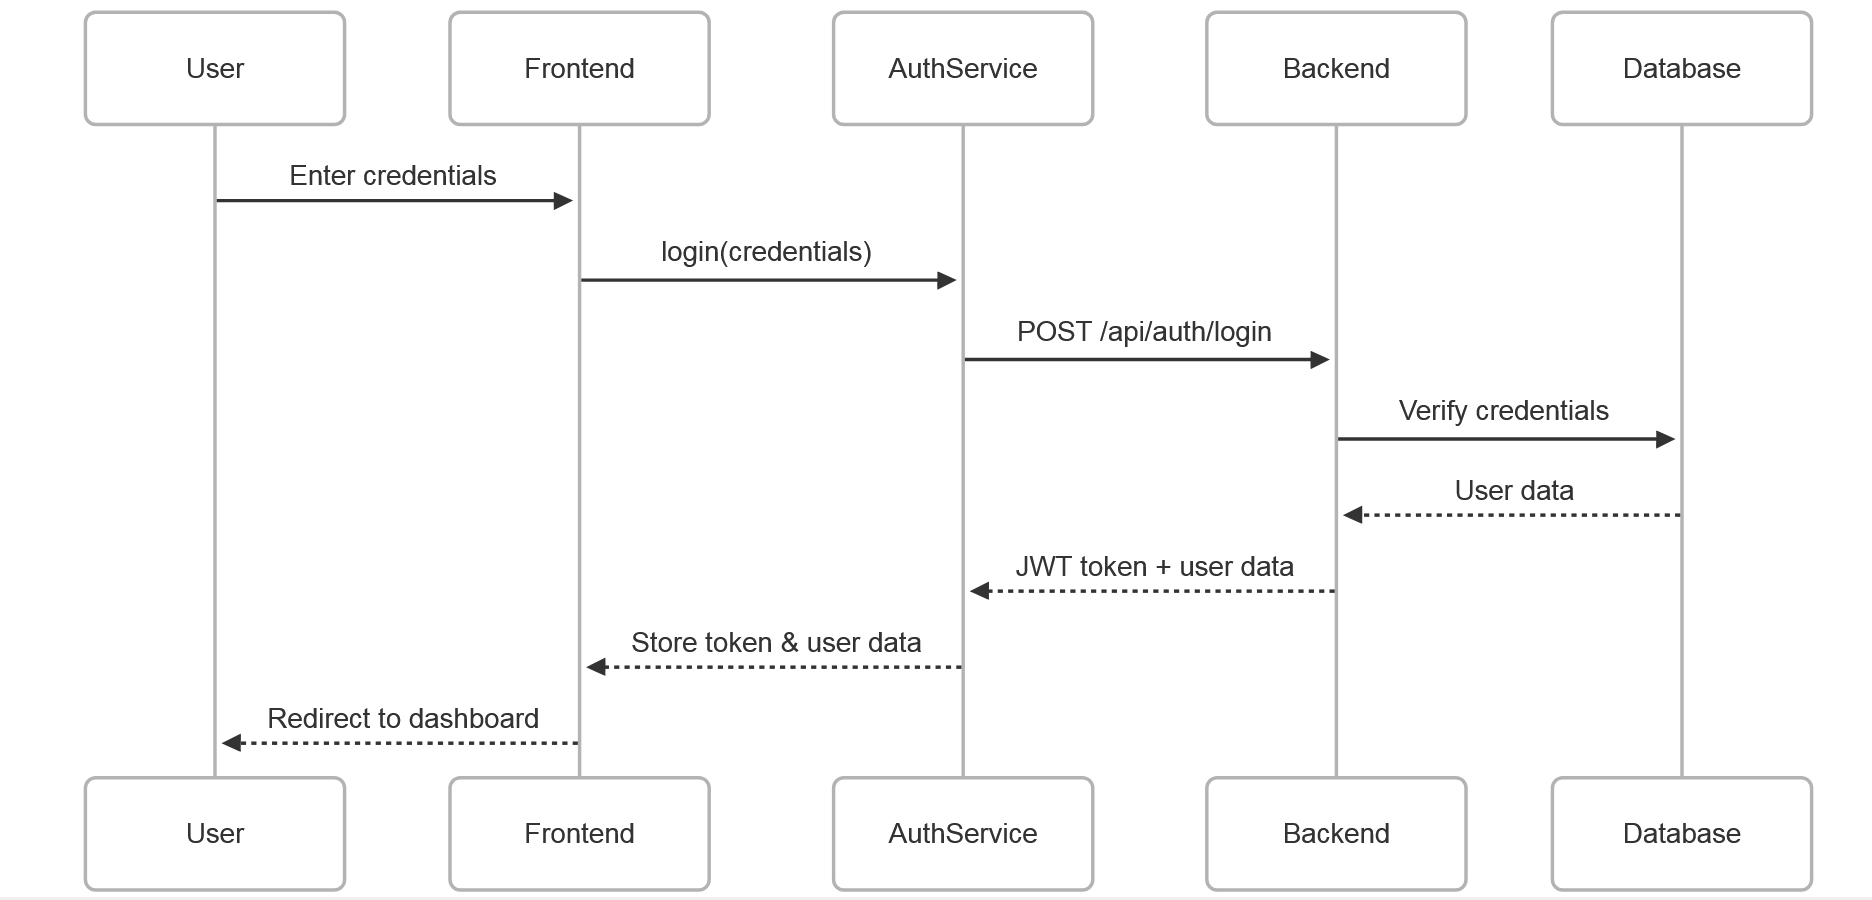 User
Frontend
AuthService
Backend
Database
Enter credentials
login(credentials)
POST /api/auth/login
Verify credentials
User data
JWT token + user data
Store token & user data
Redirect to dashboard
User
Frontend
AuthService
Backend
Database